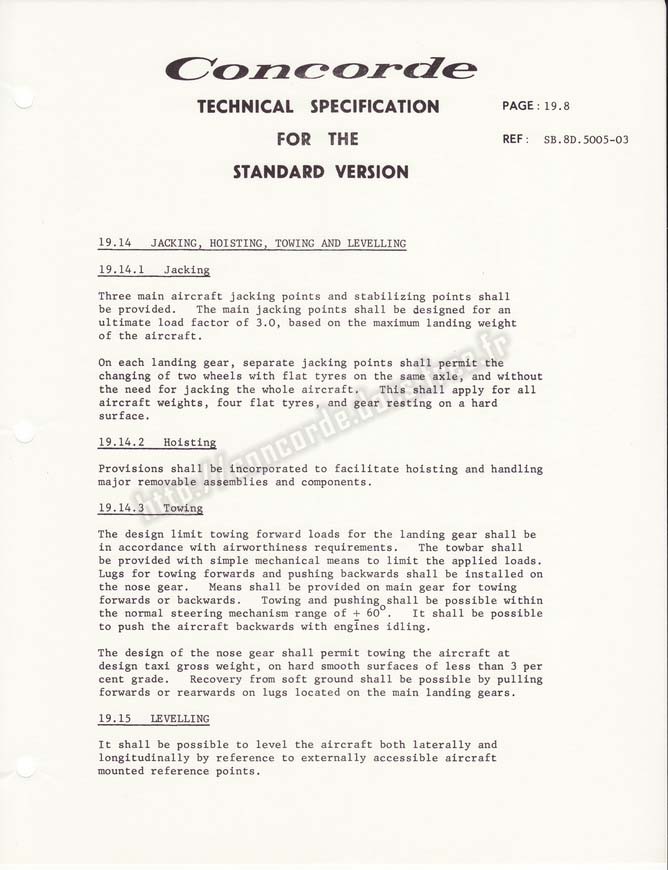 Concorde
TECHNICAL SPECIFICATION
FOR THE
STANDARD VERSION
PAGE: 19.8
REF: SB.8D.5005-03
19.14 JACKING, HOISTING, TOWING AND LEVELLING
19.14.1 Jacking
Three main aircraft jacking points and stabilizing points shall
be provided. The main jacking points shall be designed for an
ultimate load factor of 3.0, based on the maximum landing weight
of the aircraft.
On each landing gear, separate jacking points shall permit the
changing of two wheels with flat tyres on the same axle, and without
the need for jacking the whole aircraft. This shall apply for all
aircraft weights, four flat tyres, and gear resting on a hard
surface.
19.14.2 Hoisting
Provisions shall be incorporated to facilitate hoisting and handling
major removable assemblies and components.
19.14.3 Towing
The design limit towing forward loads for the landing gear shall be
in accordance with airworthiness requirements. The towbar shall
be provided with simple mechanical means to limit the applied loads.
Lugs for towing forwards and pushing backwards shall be installed on
the nose gear. Means shall be provided on main gear for towing
forwards or backwards. Towing and pushing shall be possible within
the normal steering mechanism range of ± 60°. It shall be possible
to push the aircraft backwards with engines idling.
The design of the nose gear shall permit towing the aircraft at
design taxi gross weight, on hard smooth surfaces of less than 3 per
cent grade. Recovery from soft ground shall be possible by pulling
forwards or rearwards on lugs located on the main landing gears.
19.15 LEVELLING
It shall be possible to level the aircraft both laterally and
longitudinally by reference to externally accessible aircraft
mounted reference points.